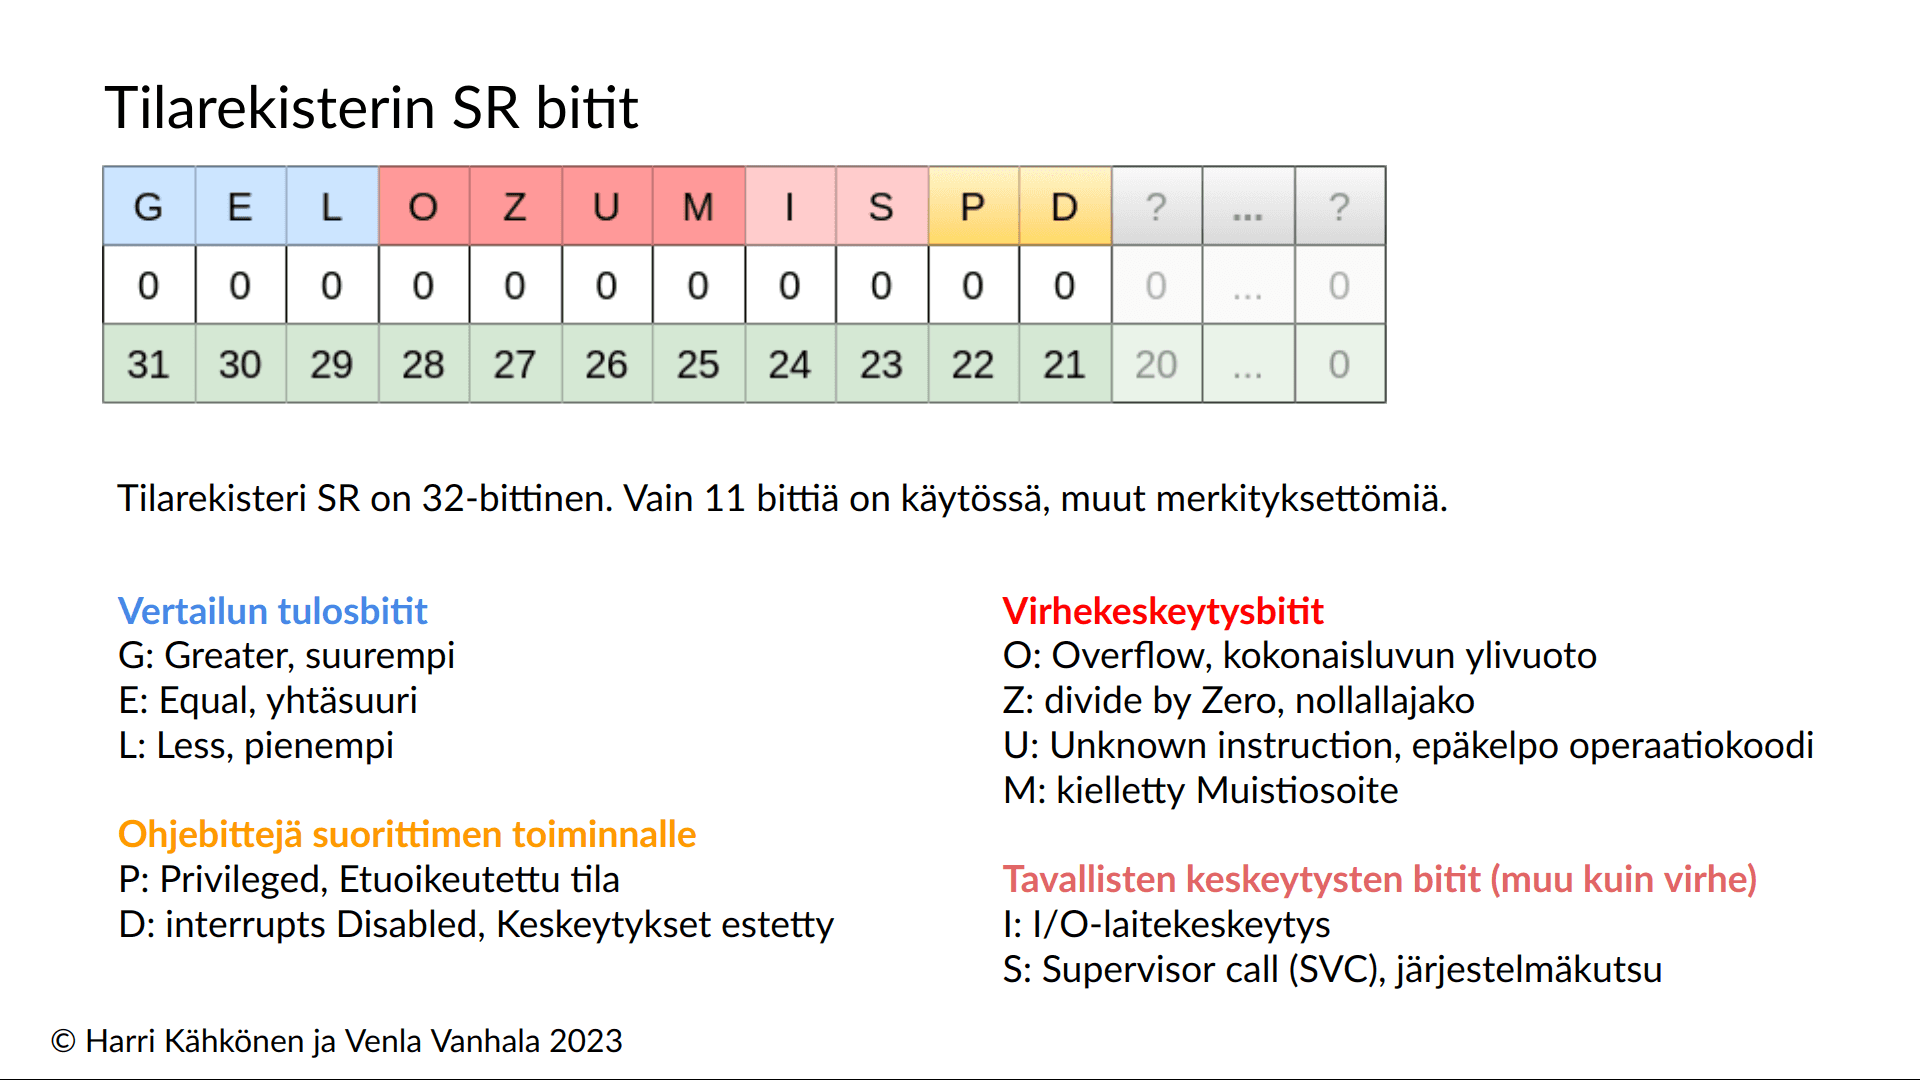 Tilarekisterin SR bitit
G E L O Z U M I S P D ? ... ?
0 0 0 0 0 0 0 0 0 0 0 0 ... 0
31 30 29 28 27 26 25 24 23 22 21 20 ... 0
Tilarekisteri SR on 32-bittinen. Vain 11 bittiä on käytössä, muut merkityksettömiä.
Vertailun tulosbitit
G: Greater, suurempi
E: Equal, yhtäsuuri
L: Less, pienempi
Ohjebittejä suorittimen toiminnalle
P: Privileged, Etuoikeutettu tila
D: interrupts Disabled, Keskeytykset estetty
Virhekeskeytysbitit
O: Overflow, kokonaisluvun ylivuoto
Z: divide by Zero, nollallajako
U: Unknown instruction, epäkelpo operaatiokoodi
M: kielletty Muistiosoite
Tavallisten keskeytysten bitit (muu kuin virhe)
I: I/O-laitekeskeytys
S: Supervisor call (SVC), järjestelmäkutsu
© Harri Kähkönen ja Venla Vanhala 2023